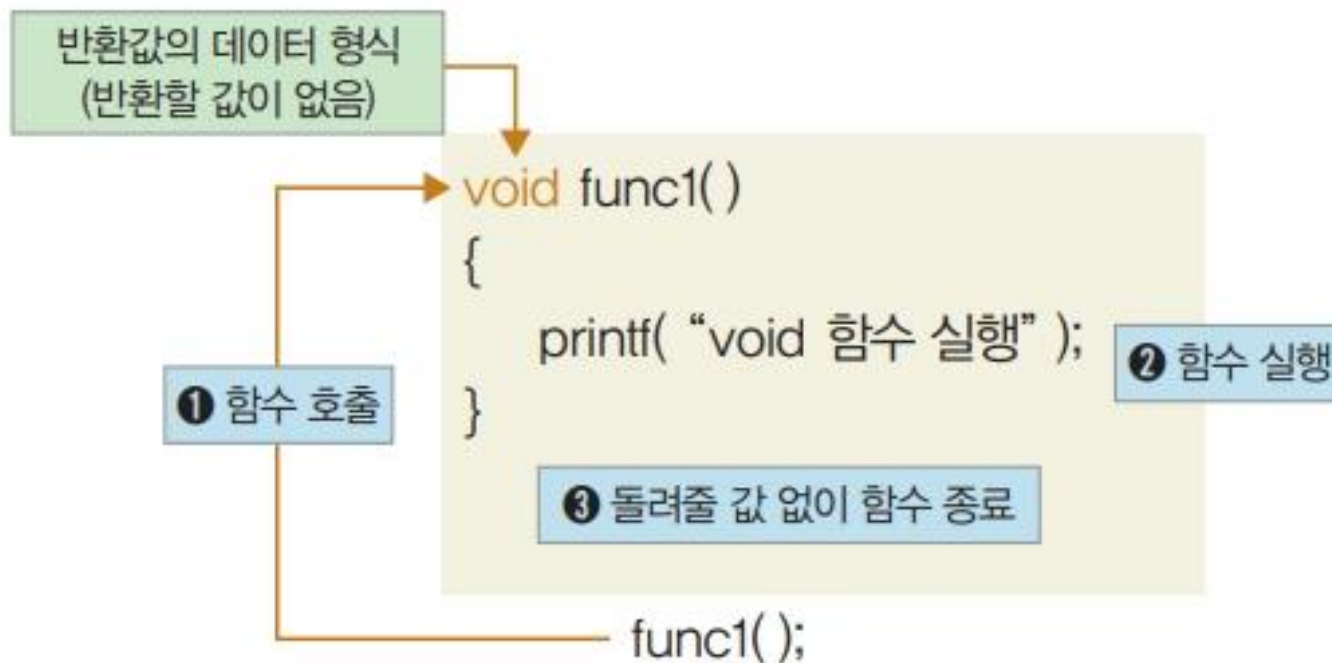 반환값의 데이터 형식
(반환할 값이 없음)
void func1( )
{
printf( “void 함수 실행” );
❷ 함수 실행
❶ 함수 호출
}
❸ 돌려줄 값 없이 함수 종료
func1( );